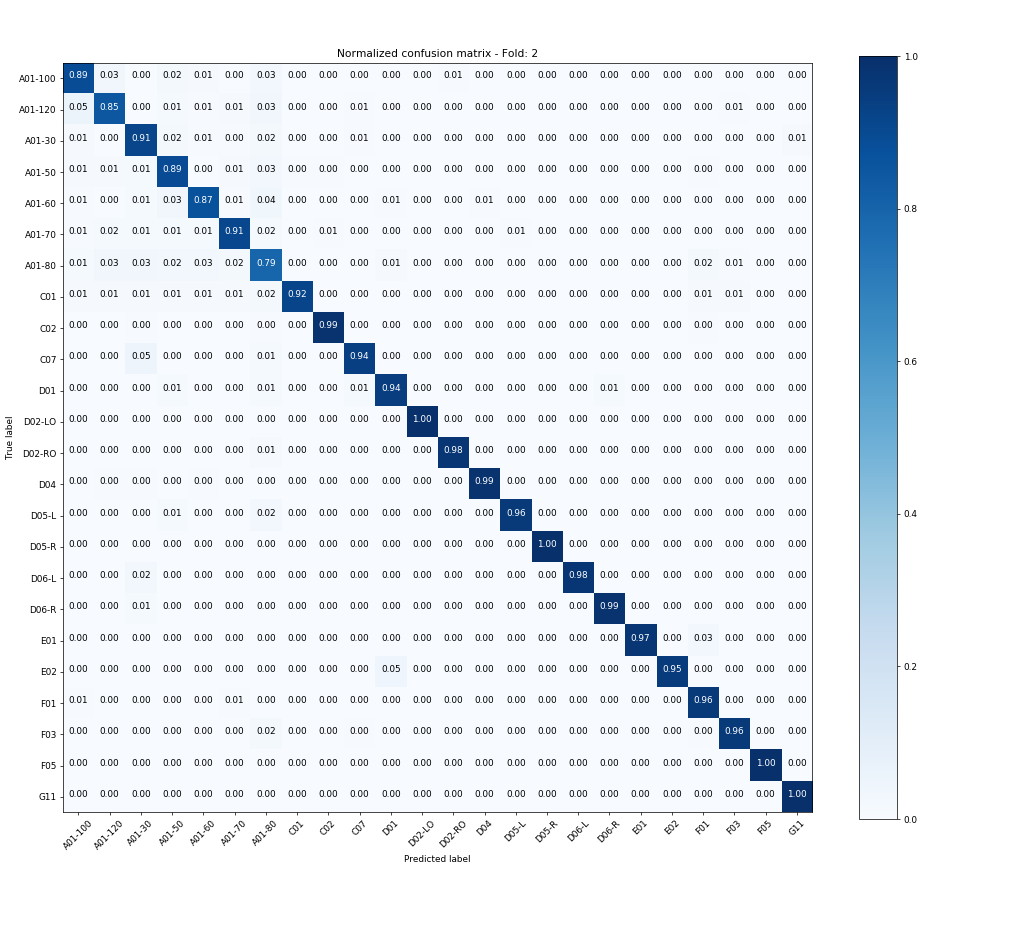 Normalized confusion matrix - Fold: 2
A01-100 0.89 0.03 0.00 0.02 0.01 0.00 0.03 0.00 0.00 0.00 0.00 0.00 0.01 0.00 0.00 0.00 0.00 0.00 0.00 0.00 0.00 0.00 0.00 0.00
A01-120 0.05 0.85 0.00 0.01 0.01 0.01 0.03 0.00 0.00 0.01 0.00 0.00 0.00 0.00 0.00 0.00 0.00 0.00 0.00 0.00 0.00 0.01 0.00 0.00
A01-30 0.01 0.00 0.91 0.02 0.01 0.00 0.02 0.00 0.00 0.01 0.00 0.00 0.00 0.00 0.00 0.00 0.00 0.00 0.00 0.00 0.00 0.00 0.00 0.01
A01-50 0.01 0.01 0.01 0.89 0.00 0.01 0.03 0.00 0.00 0.00 0.00 0.00 0.00 0.00 0.00 0.00 0.00 0.00 0.00 0.00 0.00 0.00 0.00 0.00
A01-60 0.01 0.00 0.01 0.03 0.87 0.01 0.04 0.00 0.00 0.00 0.01 0.00 0.00 0.01 0.00 0.00 0.00 0.00 0.00 0.00 0.00 0.00 0.00 0.00
A01-70 0.01 0.02 0.01 0.01 0.01 0.91 0.02 0.00 0.01 0.00 0.00 0.00 0.00 0.00 0.01 0.00 0.00 0.00 0.00 0.00 0.00 0.00 0.00 0.00
A01-80 0.01 0.03 0.03 0.02 0.03 0.02 0.79 0.00 0.00 0.00 0.01 0.00 0.00 0.00 0.00 0.00 0.00 0.00 0.00 0.00 0.02 0.01 0.00 0.00
C01 0.01 0.01 0.01 0.01 0.01 0.01 0.02 0.92 0.00 0.00 0.00 0.00 0.00 0.00 0.00 0.00 0.00 0.00 0.00 0.00 0.01 0.01 0.00 0.00
C02 0.00 0.00 0.00 0.00 0.00 0.00 0.00 0.00 0.99 0.00 0.00 0.00 0.00 0.00 0.00 0.00 0.00 0.00 0.00 0.00 0.00 0.00 0.00 0.00
C07 0.00 0.00 0.05 0.00 0.00 0.00 0.01 0.00 0.00 0.94 0.00 0.00 0.00 0.00 0.00 0.00 0.00 0.00 0.00 0.00 0.00 0.00 0.00 0.00
D01 0.00 0.00 0.00 0.01 0.00 0.00 0.01 0.00 0.00 0.01 0.94 0.00 0.00 0.00 0.00 0.00 0.00 0.01 0.00 0.00 0.00 0.00 0.00 0.00
D02-LO 0.00 0.00 0.00 0.00 0.00 0.00 0.00 0.00 0.00 0.00 0.00 1.00 0.00 0.00 0.00 0.00 0.00 0.00 0.00 0.00 0.00 0.00 0.00 0.00
D02-RO 0.00 0.00 0.00 0.00 0.00 0.00 0.01 0.00 0.00 0.00 0.00 0.00 0.98 0.00 0.00 0.00 0.00 0.00 0.00 0.00 0.00 0.00 0.00 0.00
D04 0.00 0.00 0.00 0.00 0.00 0.00 0.00 0.00 0.00 0.00 0.00 0.00 0.00 0.99 0.00 0.00 0.00 0.00 0.00 0.00 0.00 0.00 0.00 0.00
D05-L 0.00 0.00 0.00 0.01 0.00 0.00 0.02 0.00 0.00 0.00 0.00 0.00 0.00 0.00 0.96 0.00 0.00 0.00 0.00 0.00 0.00 0.00 0.00 0.00
D05-R 0.00 0.00 0.00 0.00 0.00 0.00 0.00 0.00 0.00 0.00 0.00 0.00 0.00 0.00 0.00 1.00 0.00 0.00 0.00 0.00 0.00 0.00 0.00 0.00
D06-L 0.00 0.00 0.02 0.00 0.00 0.00 0.00 0.00 0.00 0.00 0.00 0.00 0.00 0.00 0.00 0.00 0.98 0.00 0.00 0.00 0.00 0.00 0.00 0.00
D06-R 0.00 0.00 0.01 0.00 0.00 0.00 0.00 0.00 0.00 0.00 0.00 0.00 0.00 0.00 0.00 0.00 0.00 0.99 0.00 0.00 0.00 0.00 0.00 0.00
E01 0.00 0.00 0.00 0.00 0.00 0.00 0.00 0.00 0.00 0.00 0.00 0.00 0.00 0.00 0.00 0.00 0.00 0.00 0.97 0.00 0.03 0.00 0.00 0.00
E02 0.00 0.00 0.00 0.00 0.00 0.00 0.00 0.00 0.00 0.00 0.05 0.00 0.00 0.00 0.00 0.00 0.00 0.00 0.00 0.95 0.00 0.00 0.00 0.00
F01 0.01 0.00 0.00 0.00 0.00 0.01 0.00 0.00 0.00 0.00 0.00 0.00 0.00 0.00 0.00 0.00 0.00 0.00 0.00 0.00 0.96 0.00 0.00 0.00
F03 0.00 0.00 0.00 0.00 0.00 0.00 0.02 0.00 0.00 0.00 0.00 0.00 0.00 0.00 0.00 0.00 0.00 0.00 0.00 0.00 0.00 0.96 0.00 0.00
F05 0.00 0.00 0.00 0.00 0.00 0.00 0.00 0.00 0.00 0.00 0.00 0.00 0.00 0.00 0.00 0.00 0.00 0.00 0.00 0.00 0.00 0.00 1.00 0.00
G11 0.00 0.00 0.00 0.00 0.00 0.00 0.00 0.00 0.00 0.00 0.00 0.00 0.00 0.00 0.00 0.00 0.00 0.00 0.00 0.00 0.00 0.00 0.00 1.00
True label
A01-100 A01-120 A01-30 A01-50 A01-60 A01-70 A01-80 C01 C02 C07 D01 D02-LO D02-RO D04 D05-L D05-R D06-L D06-R E01 E02 F01 F03 F05 G11
Predicted label
1.0
0.8
0.6
0.4
0.2
0.0